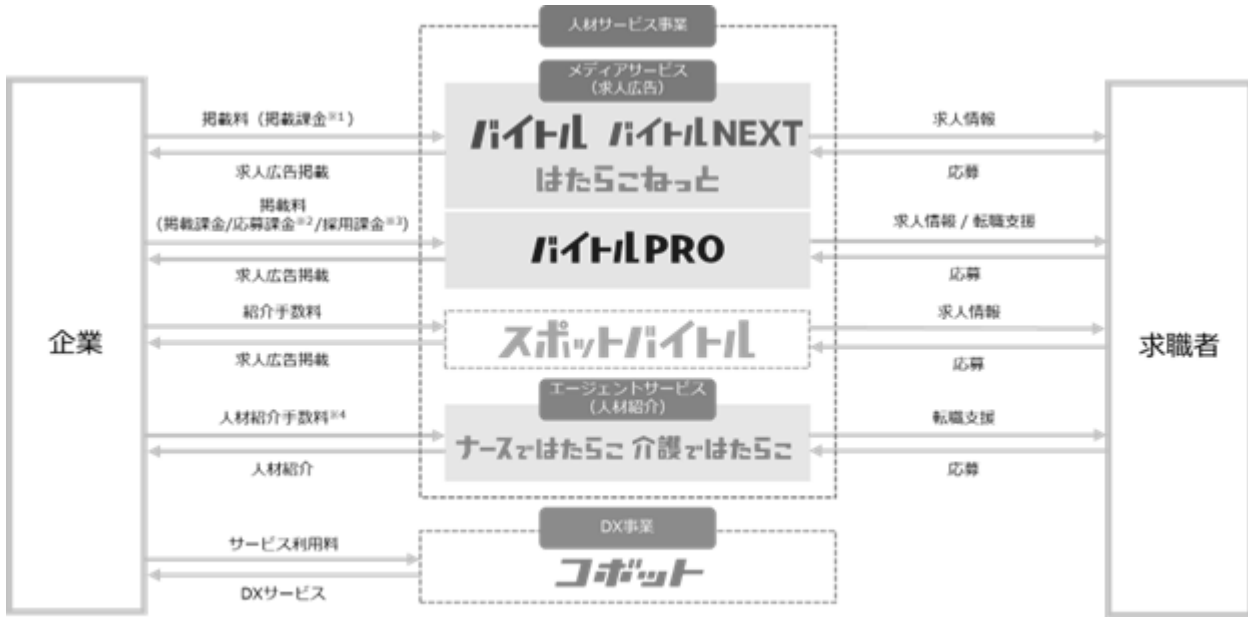 人材サービス事業
メディアサービス
(求人広告)
企業
掲載料（掲載課金※1）
求人広告掲載
バイトル バイトルNEXT
はたらこねっと
求人情報
応募
掲載料
(掲載課金/応募課金※2/採用課金※3)
求人広告掲載
バイトルPRO
求人情報 / 転職支援
応募
紹介手数料
求人広告掲載
スポットバイトル
求人情報
応募
エージェントサービス
(人材紹介)
人材紹介手数料※4
人材紹介
ナースではたらこ 介護ではたらこ
転職支援
応募
求職者
DX事業
サービス利用料
DXサービス
コボット